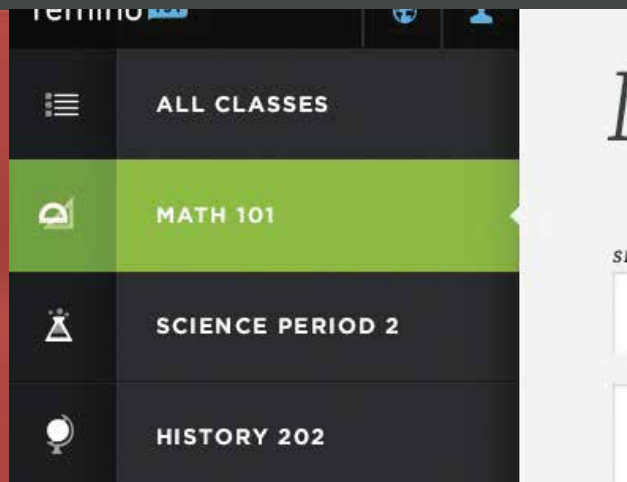 ALL CLASSES
MATH 101
SCIENCE PERIOD 2
HISTORY 202